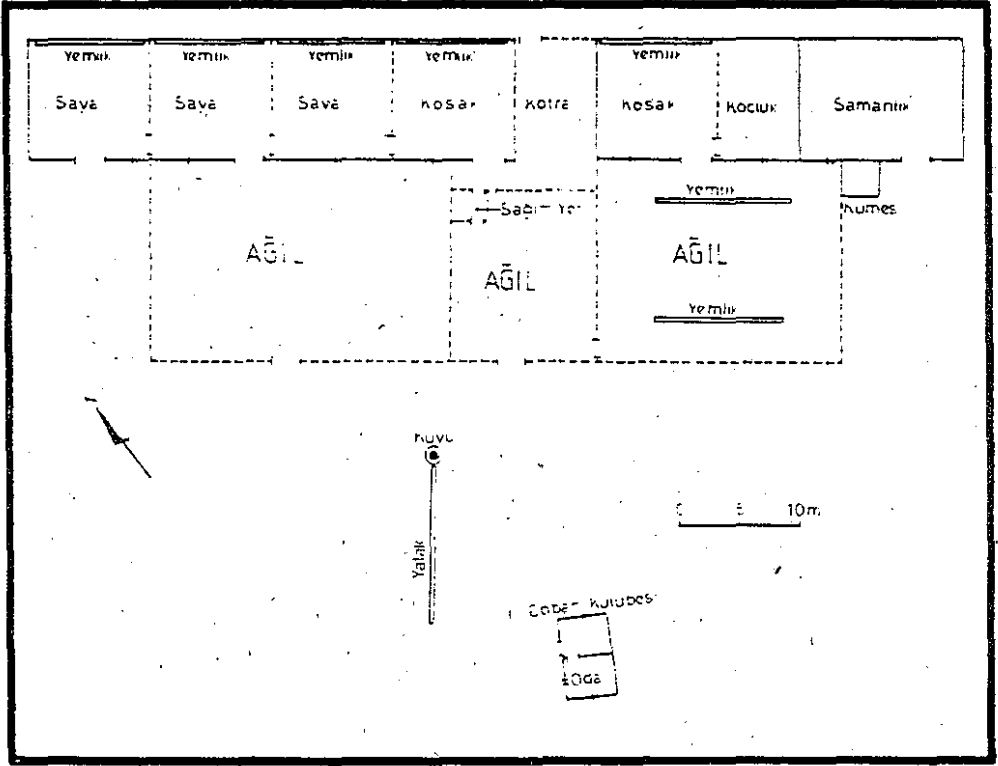 Yemlik Yemlik Yemlik Yemlik Yemlik
Saya Saya Saya Kosak Kotra Kosak Koçluk Samanlık
Yemlik
Sağım Yeri
Kümes
AĞIL AĞIL AĞIL
Yemlik
Kuyu
0 5 10m
Yalak
Çoban Kulübesi
Oda